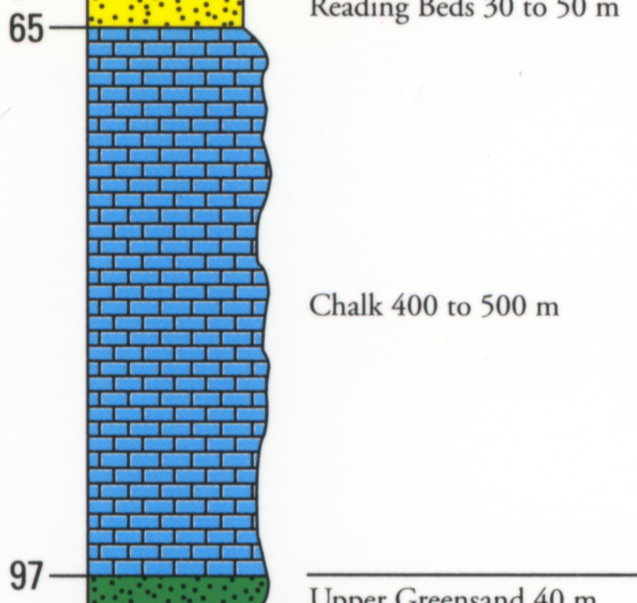 Reading Beds 30 to 50 m
65
Chalk 400 to 500 m
97
Upper Greensand 40 m